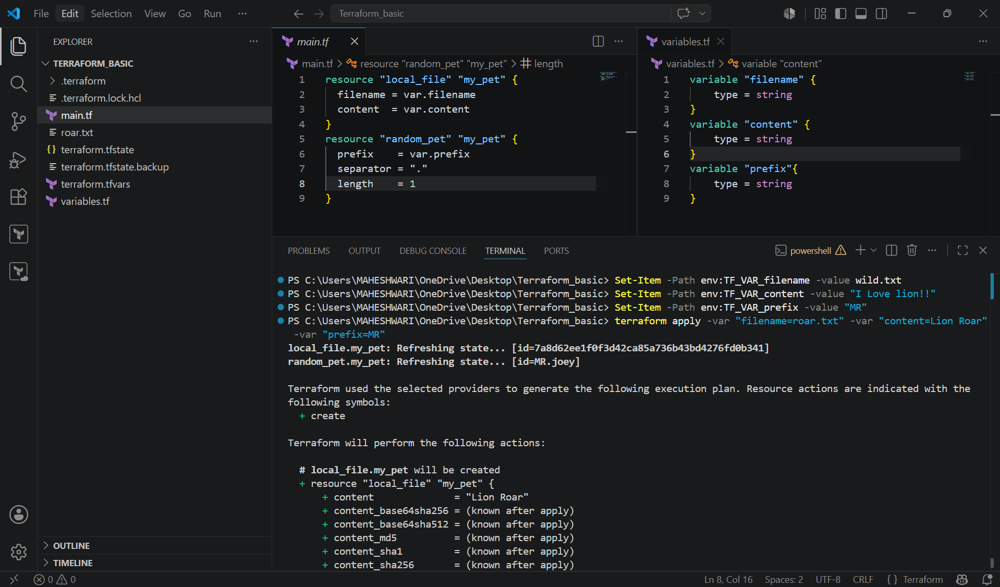 File Edit Selection View Go Run ··· Terraform_basic
EXPLORER ···
TERRAFORM_BASIC
.terraform
.terraform.lock.hcl
main.tf
roar.txt
{} terraform.tfstate
terraform.tfstate.backup
terraform.tfvars
variables.tf
OUTLINE
TIMELINE
main.tf
main.tf > resource "random_pet" "my_pet" > # length
1 resource "local_file" "my_pet" {
2 filename = var.filename
3 content  = var.content
4 }
5 resource "random_pet" "my_pet" {
6 prefix    = var.prefix
7 separator = "."
8 length    = 1
9 }
variables.tf
variables.tf > variable "content"
1 variable "filename" {
2 type = string
3 }
4 variable "content" {
5 type = string
6 }
7 variable "prefix"{
8 type = string
9 }
PROBLEMS OUTPUT DEBUG CONSOLE TERMINAL PORTS powershell
PS C:\Users\MAHESHWARI\OneDrive\Desktop\Terraform_basic> Set-Item -Path env:TF_VAR_filename -value wild.txt
PS C:\Users\MAHESHWARI\OneDrive\Desktop\Terraform_basic> Set-Item -Path env:TF_VAR_content -value "I Love lion!!"
PS C:\Users\MAHESHWARI\OneDrive\Desktop\Terraform_basic> Set-Item -Path env:TF_VAR_prefix -value "MR"
PS C:\Users\MAHESHWARI\OneDrive\Desktop\Terraform_basic> terraform apply -var "filename=roar.txt" -var "content=Lion Roar"
-var "prefix=MR"
local_file.my_pet: Refreshing state... [id=7a8d62ee1f0f3d42ca85a736b43bd4276fd0b341]
random_pet.my_pet: Refreshing state... [id=MR.joey]
Terraform used the selected providers to generate the following execution plan. Resource actions are indicated with the
following symbols:
+ create
Terraform will perform the following actions:
# local_file.my_pet will be created
+ resource "local_file" "my_pet" {
+ content              = "Lion Roar"
+ content_base64sha256 = (known after apply)
+ content_base64sha512 = (known after apply)
+ content_md5          = (known after apply)
+ content_sha1         = (known after apply)
+ content_sha256       = (known after apply)
0 0 Ln 8, Col 16 Spaces: 2 UTF-8 CRLF {} Terraform